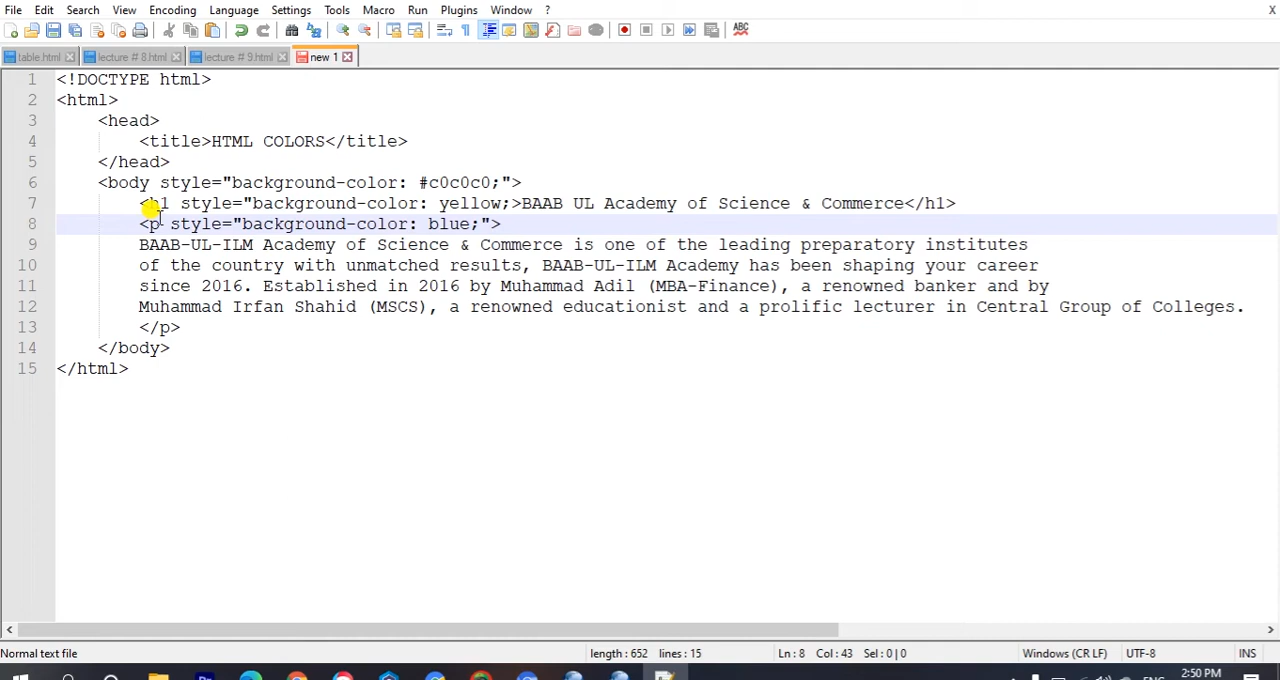 File Edit Search View Encoding Language Settings Tools Macro Run Plugins Window ? X
table.html lecture # 8.html lecture # 9.html new 1
1 <!DOCTYPE html>
2 <html>
3 <head>
4 <title>HTML COLORS</title>
5 </head>
6 <body style="background-color: #c0c0c0;">
7 <h1 style="background-color: yellow;>BAAB UL Academy of Science & Commerce</h1>
8 <p style="background-color: blue;">
9 BAAB-UL-ILM Academy of Science & Commerce is one of the leading preparatory institutes
10 of the country with unmatched results, BAAB-UL-ILM Academy has been shaping your career
11 since 2016. Established in 2016 by Muhammad Adil (MBA-Finance), a renowned banker and by
12 Muhammad Irfan Shahid (MSCS), a renowned educationist and a prolific lecturer in Central Group of Colleges.
13 </p>
14 </body>
15 </html>
Normal text file length : 652 lines : 15 Ln : 8 Col : 43 Sel : 0 | 0 Windows (CR LF) UTF-8 INS
ENG 2:50 PM